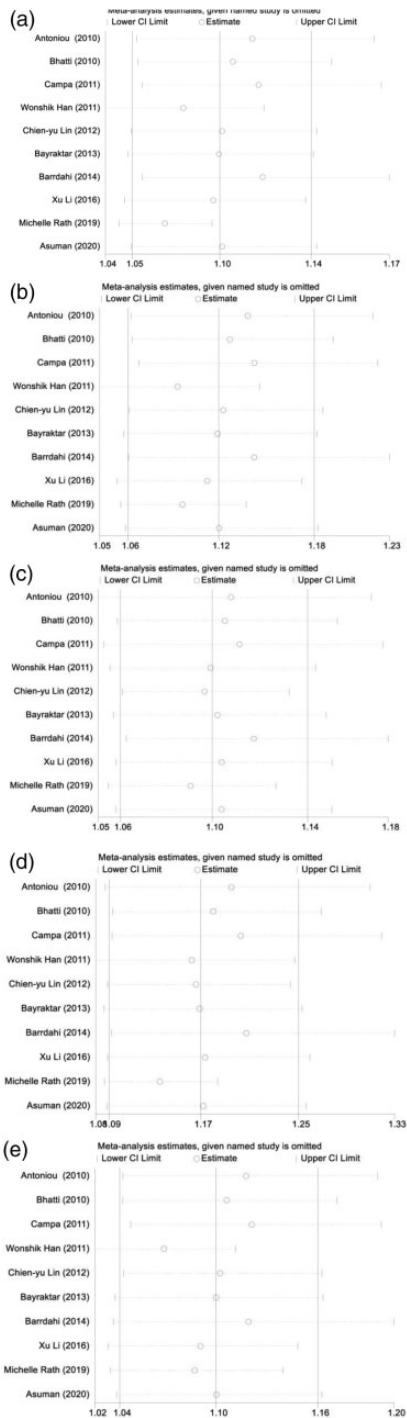 (a)
Meta-analysis estimates, given named study is omitted
Lower CI Limit Estimate Upper CI Limit
Antoniou (2010)
Bhatti (2010)
Campa (2011)
Wonshik Han (2011)
Chien-yu Lin (2012)
Bayraktar (2013)
Barrdahi (2014)
Xu Li (2016)
Michelle Rath (2019)
Asuman (2020)
1.04 1.05 1.10 1.14 1.17
(b)
Meta-analysis estimates, given named study is omitted
Lower CI Limit Estimate Upper CI Limit
Antoniou (2010)
Bhatti (2010)
Campa (2011)
Wonshik Han (2011)
Chien-yu Lin (2012)
Bayraktar (2013)
Barrdahi (2014)
Xu Li (2016)
Michelle Rath (2019)
Asuman (2020)
1.05 1.06 1.12 1.18 1.23
(c)
Meta-analysis estimates, given named study is omitted
Lower CI Limit Estimate Upper CI Limit
Antoniou (2010)
Bhatti (2010)
Campa (2011)
Wonshik Han (2011)
Chien-yu Lin (2012)
Bayraktar (2013)
Barrdahi (2014)
Xu Li (2016)
Michelle Rath (2019)
Asuman (2020)
1.05 1.06 1.10 1.14 1.18
(d)
Meta-analysis estimates, given named study is omitted
Lower CI Limit Estimate Upper CI Limit
Antoniou (2010)
Bhatti (2010)
Campa (2011)
Wonshik Han (2011)
Chien-yu Lin (2012)
Bayraktar (2013)
Barrdahi (2014)
Xu Li (2016)
Michelle Rath (2019)
Asuman (2020)
1.09 1.17 1.25 1.33
(e)
Meta-analysis estimates, given named study is omitted
Lower CI Limit Estimate Upper CI Limit
Antoniou (2010)
Bhatti (2010)
Campa (2011)
Wonshik Han (2011)
Chien-yu Lin (2012)
Bayraktar (2013)
Barrdahi (2014)
Xu Li (2016)
Michelle Rath (2019)
Asuman (2020)
1.02 1.04 1.10 1.16 1.20